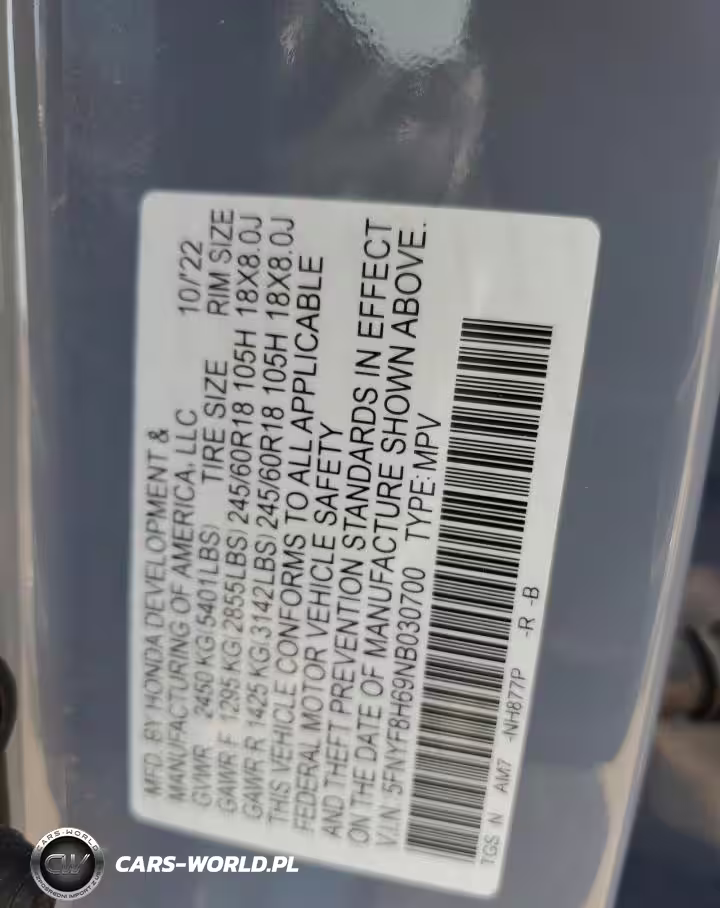 MFD. BY HONDA DEVELOPMENT &
MANUFACTURING OF AMERICA, LLC 10/'22
GVWR 2450 KG(5401LBS) TIRE SIZE RIM SIZE
GAWR F 1295 KG(2855LBS) 245/60R18 105H 18X8.0J
GAWR R 1425 KG(3142LBS) 245/60R18 105H 18X8.0J
THIS VEHICLE CONFORMS TO ALL APPLICABLE
FEDERAL MOTOR VEHICLE SAFETY
AND THEFT PREVENTION STANDARDS IN EFFECT
ON THE DATE OF MANUFACTURE SHOWN ABOVE.
V.I.N. 5FNYF8H69NB030700 TYPE:MPV
TGS N AM7 -NH877P -R -B
CARS-WORLD
CW
CARS-WORLD.PL